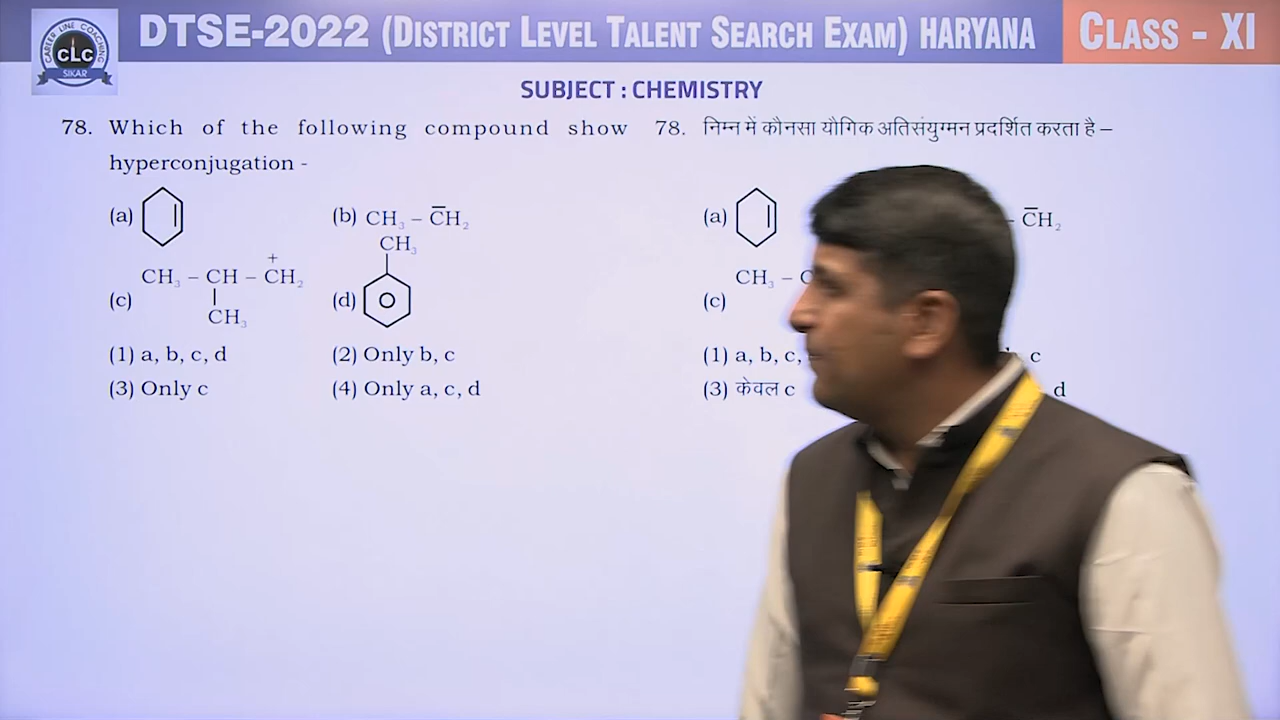 CAREER LINE COACHING
CLC
SIKAR
DTSE-2022 (DISTRICT LEVEL TALENT SEARCH EXAM) HARYANA
CLASS - XI
SUBJECT : CHEMISTRY
78. Which of the following compound show
hyperconjugation -
(a)
(b) CH₃ – C̅H₂
(c) CH₃ – CH – C⁺H₂
|
CH₃
(d)
CH₃
(1) a, b, c, d
(2) Only b, c
(3) Only c
(4) Only a, c, d
78. निम्न में कौनसा यौगिक अतिसंयुग्मन प्रदर्शित करता है –
(a)
– C̅H₂
(c) CH₃ –
(1) a, b, c,
c
(3) केवल c
d